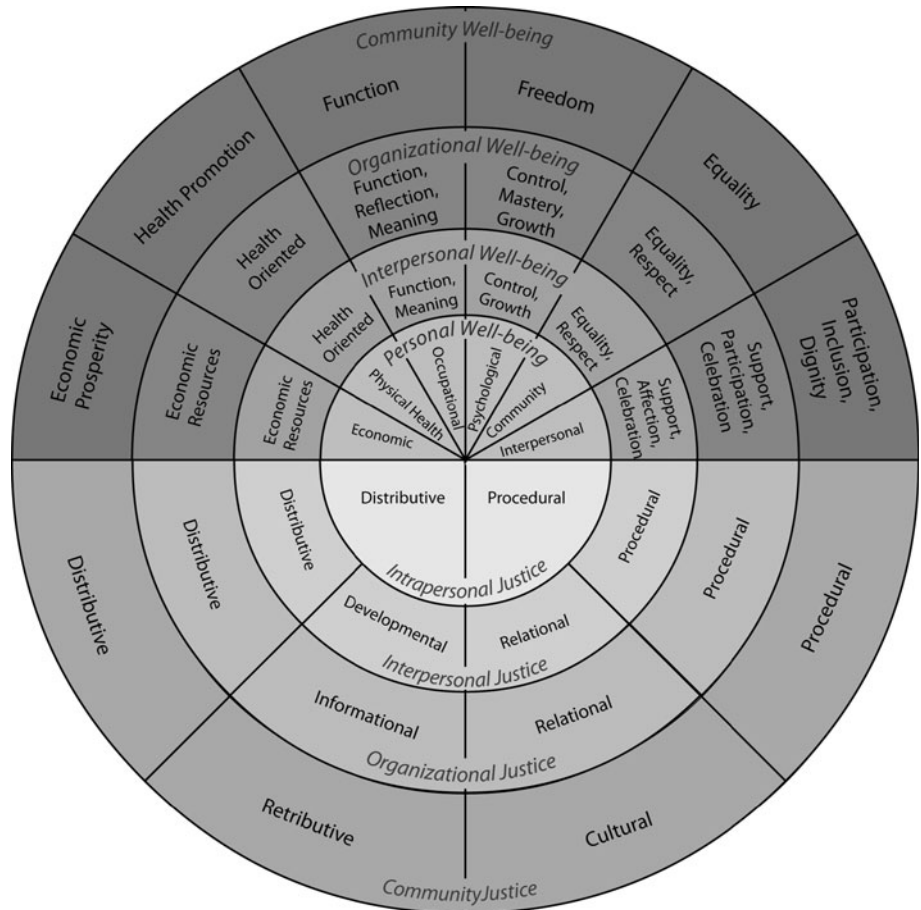 Community Well-being
Function
Freedom
Health Promotion
Equality
Economic
Prosperity
Participation,
Inclusion,
Dignity
Organizational Well-being
Function,
Reflection,
Meaning
Control,
Mastery,
Growth
Health
Oriented
Equality,
Respect
Economic
Resources
Support,
Participation,
Celebration
Interpersonal Well-being
Function,
Meaning
Control,
Growth
Health
Oriented
Equality,
Respect
Economic
Resources
Support,
Affection,
Celebration
Personal Well-being
Economic
Physical Health
Occupational
Psychological
Community
Interpersonal
Distributive
Procedural
Intrapersonal Justice
Distributive
Developmental
Relational
Procedural
Interpersonal Justice
Distributive
Informational
Relational
Procedural
Organizational Justice
Distributive
Retributive
Cultural
Procedural
CommunityJustice